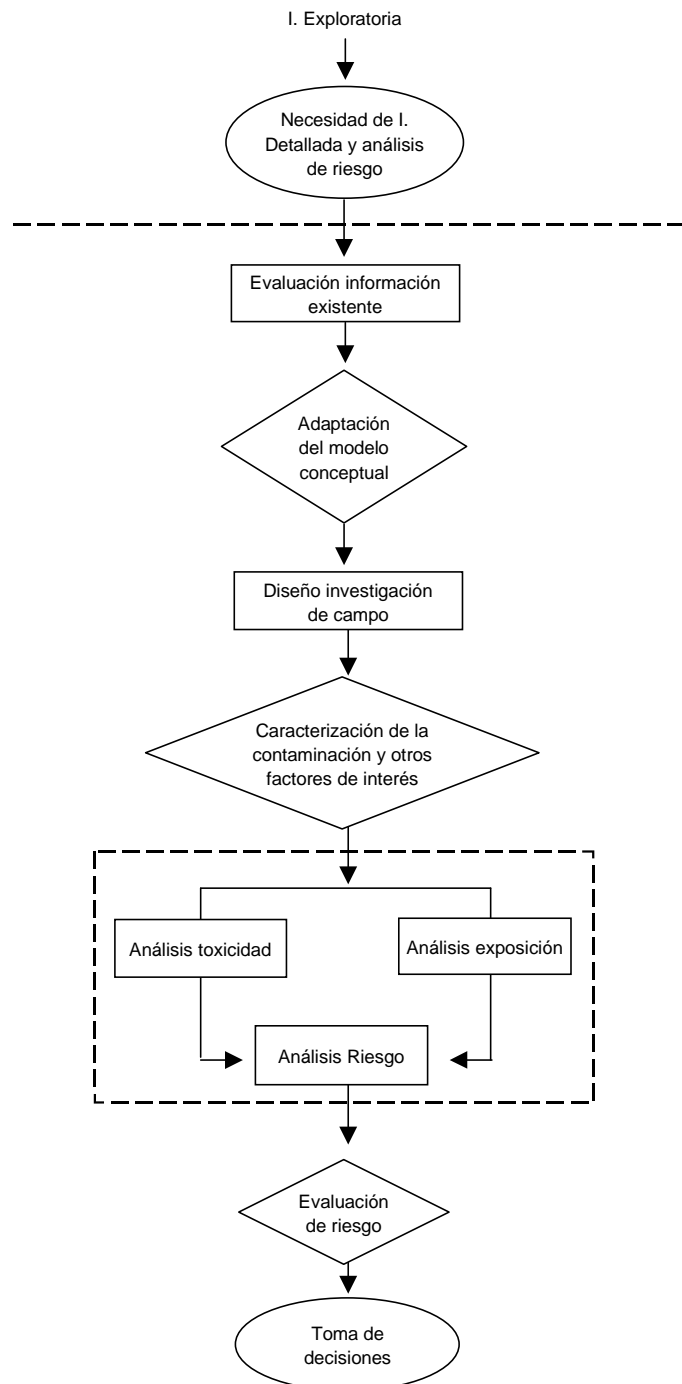 I. Exploratoria
Necesidad de I.
Detallada y análisis
de riesgo
Evaluación información
existente
Adaptación
del modelo
conceptual
Diseño investigación
de campo
Caracterización de la
contaminación y otros
factores de interés
Análisis toxicidad
Análisis exposición
Análisis Riesgo
Evaluación
de riesgo
Toma de
decisiones